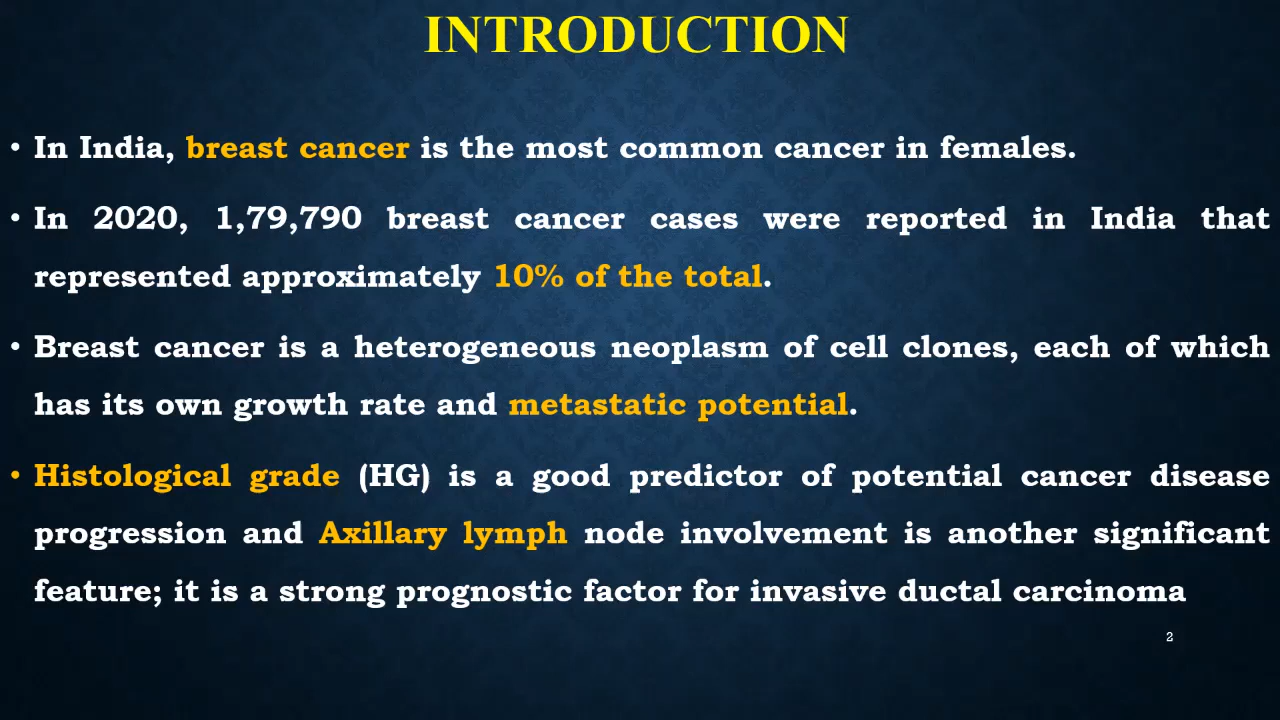 INTRODUCTION
• In India, breast cancer is the most common cancer in females.
• In 2020, 1,79,790 breast cancer cases were reported in India that
represented approximately 10% of the total.
• Breast cancer is a heterogeneous neoplasm of cell clones, each of which
has its own growth rate and metastatic potential.
• Histological grade (HG) is a good predictor of potential cancer disease
progression and Axillary lymph node involvement is another significant
feature; it is a strong prognostic factor for invasive ductal carcinoma
2